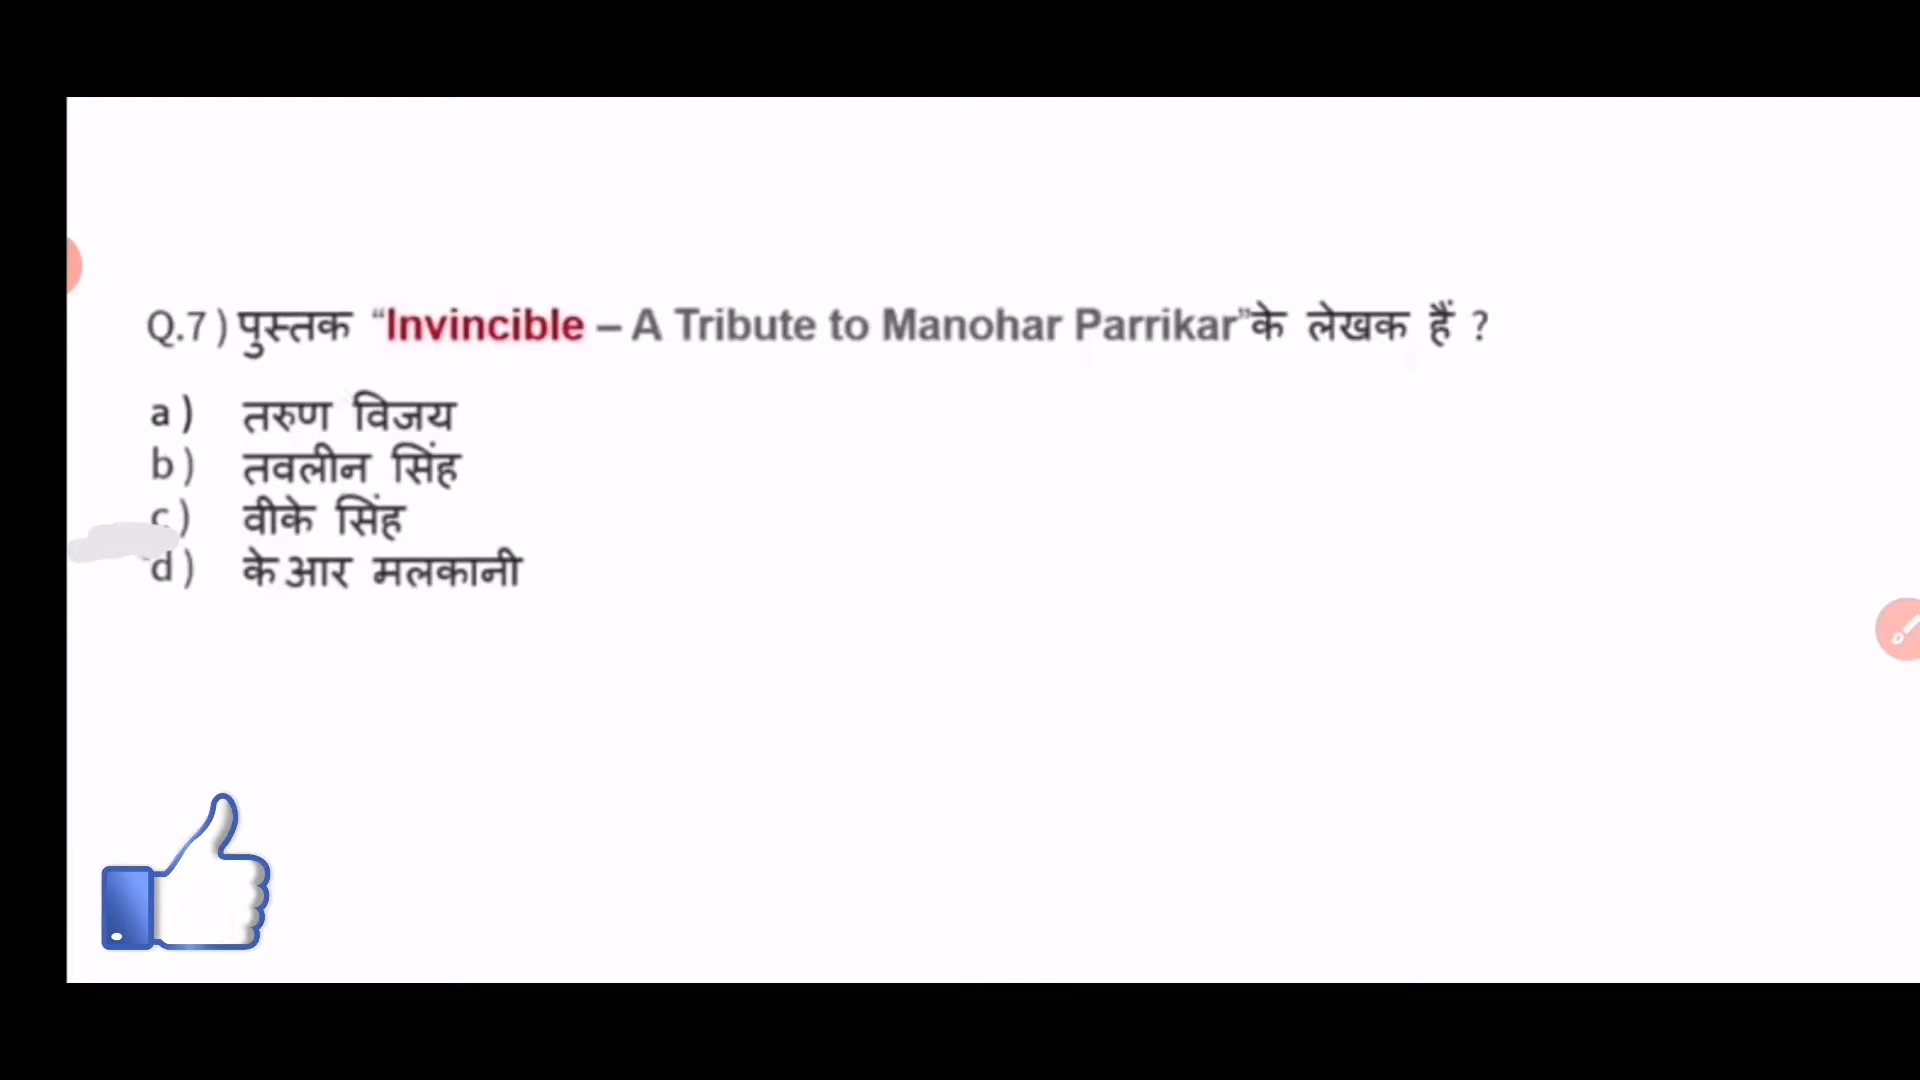 Q.7) पुस्तक “Invincible – A Tribute to Manohar Parrikar”के लेखक हैं ?
a) तरुण विजय
b) तवलीन सिंह
c) वीके सिंह
d) केआर मलकानी